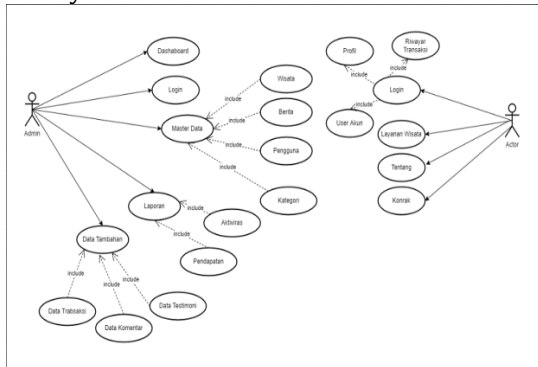 Dashaboard
Login
Admin
Master Data
Wisata
include
Berita
include
Pengguna
include
Kategori
include
Laporan
Aktiviras
include
Pendapatan
include
Data Tambahan
include
include
include
Data Trabsaksi
Data Komentar
Data Testimoni
Profil
Riwayar
Transaksi
include
include
Login
include
User Akun
Layanan Wisata
Tentang
Konrak
Actor